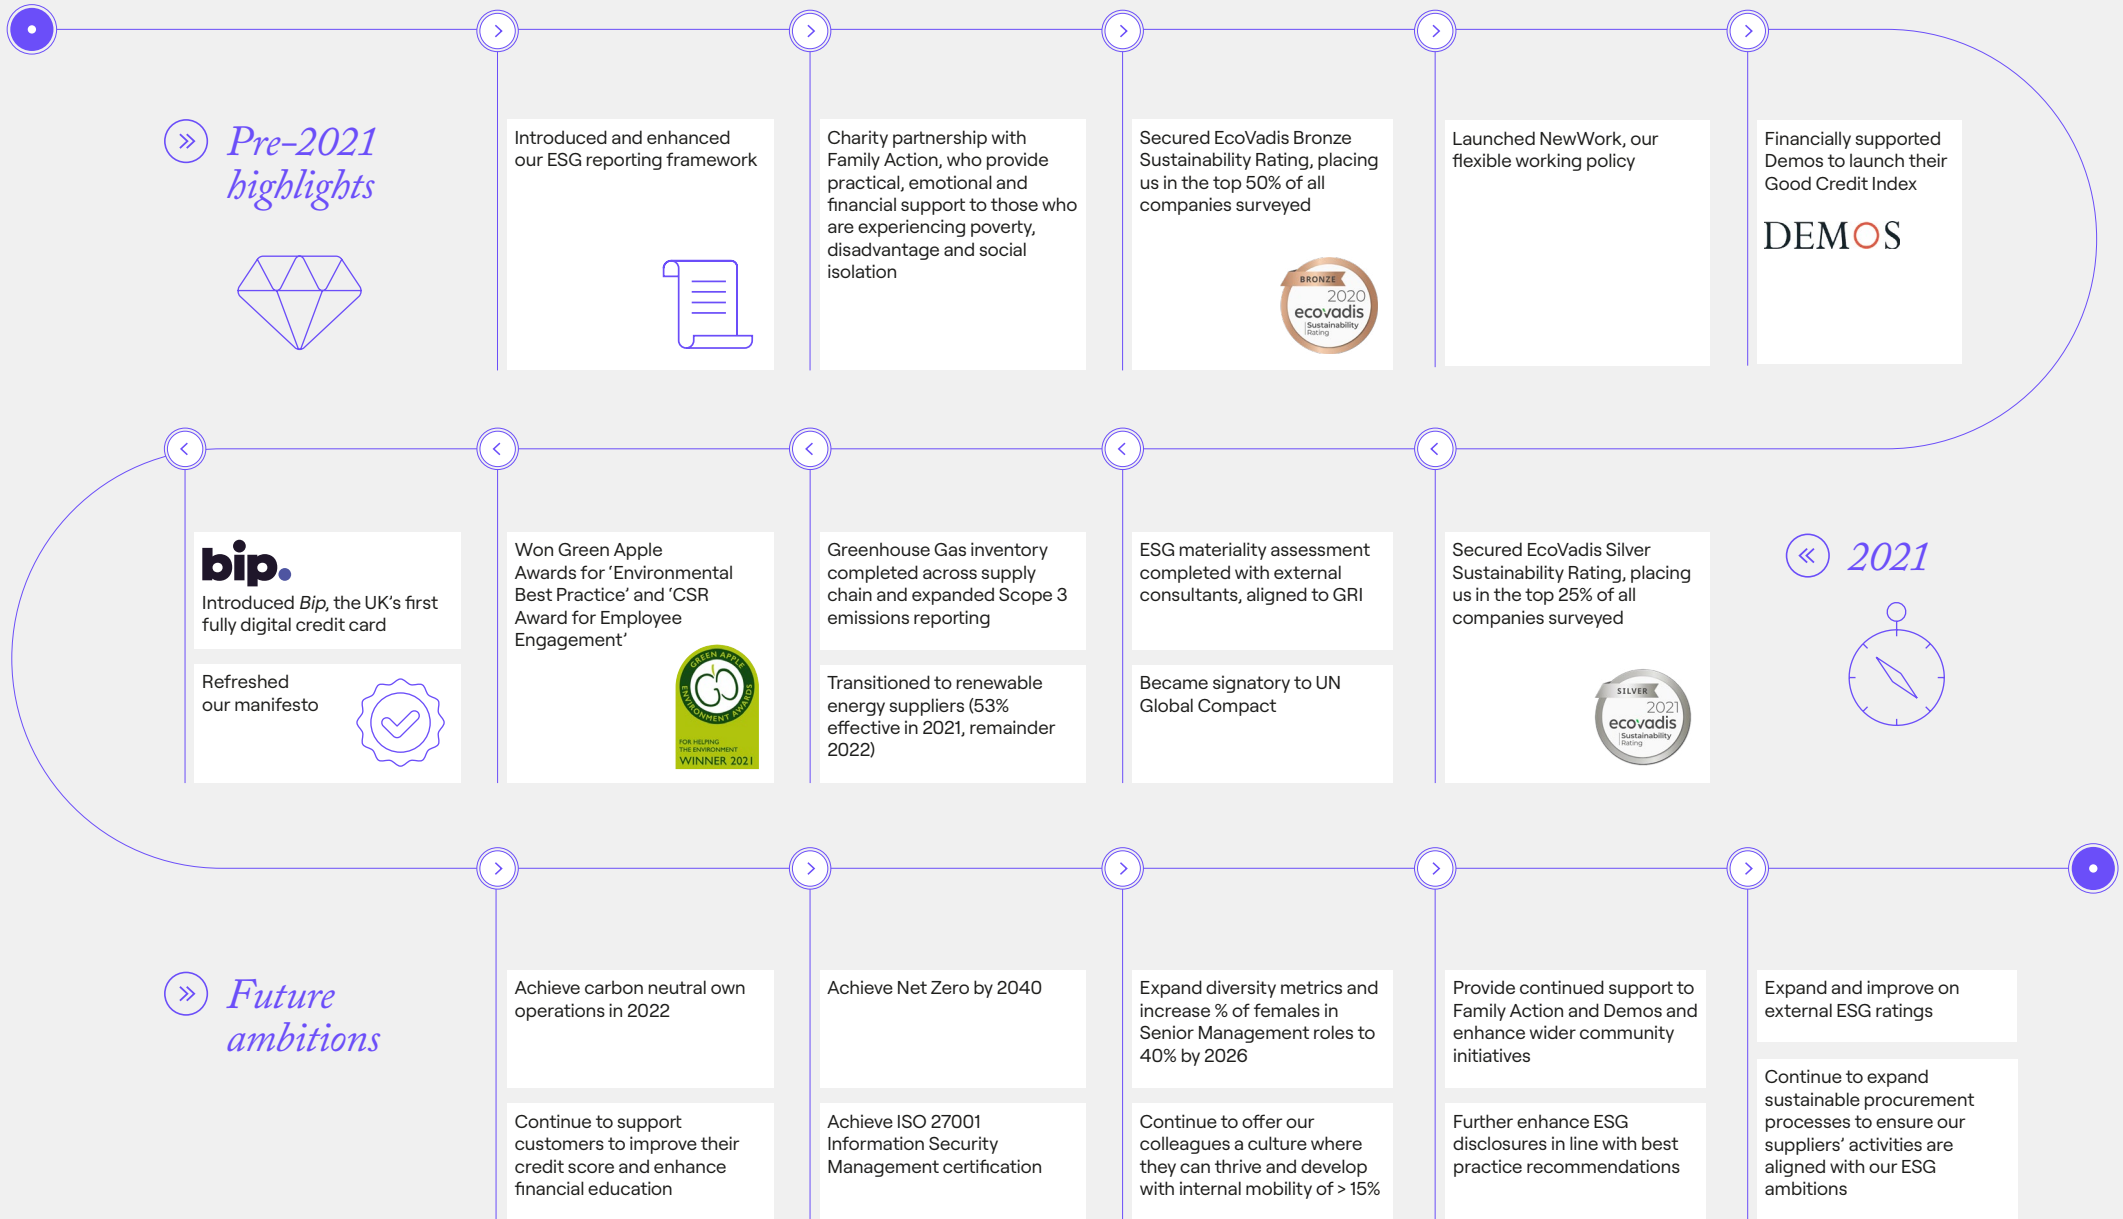 Pre-2021
highlights
Introduced and enhanced
our ESG reporting framework
Charity partnership with
Family Action, who provide
practical, emotional and
financial support to those who
are experiencing poverty,
disadvantage and social
isolation
Secured EcoVadis Bronze
Sustainability Rating, placing
us in the top 50% of all
companies surveyed
BRONZE
2020
ecovadis
Sustainability
Rating
Launched NewWork, our
flexible working policy
Financially supported
Demos to launch their
Good Credit Index
DEMOS
2021
Secured EcoVadis Silver
Sustainability Rating, placing
us in the top 25% of all
companies surveyed
SILVER
2021
ecovadis
Sustainability
Rating
ESG materiality assessment
completed with external
consultants, aligned to GRI
Became signatory to UN
Global Compact
Greenhouse Gas inventory
completed across supply
chain and expanded Scope 3
emissions reporting
Transitioned to renewable
energy suppliers (53%
effective in 2021, remainder
2022)
Won Green Apple
Awards for ‘Environmental
Best Practice’ and ‘CSR
Award for Employee
Engagement’
GREEN APPLE
ENVIRONMENT AWARDS
FOR HELPING
THE ENVIRONMENT
WINNER 2021
bip.
Introduced Bip, the UK’s first
fully digital credit card
Refreshed
our manifesto
Future
ambitions
Achieve carbon neutral own
operations in 2022
Continue to support
customers to improve their
credit score and enhance
financial education
Achieve Net Zero by 2040
Achieve ISO 27001
Information Security
Management certification
Expand diversity metrics and
increase % of females in
Senior Management roles to
40% by 2026
Continue to offer our
colleagues a culture where
they can thrive and develop
with internal mobility of > 15%
Provide continued support to
Family Action and Demos and
enhance wider community
initiatives
Further enhance ESG
disclosures in line with best
practice recommendations
Expand and improve on
external ESG ratings
Continue to expand
sustainable procurement
processes to ensure our
suppliers’ activities are
aligned with our ESG
ambitions